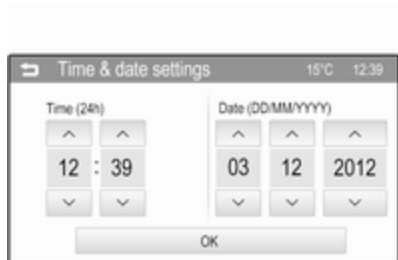 Time & date settings 15°C 12:39
Time (24h) Date (DD/MM/YYYY)
12 : 39 03 12 2012
OK